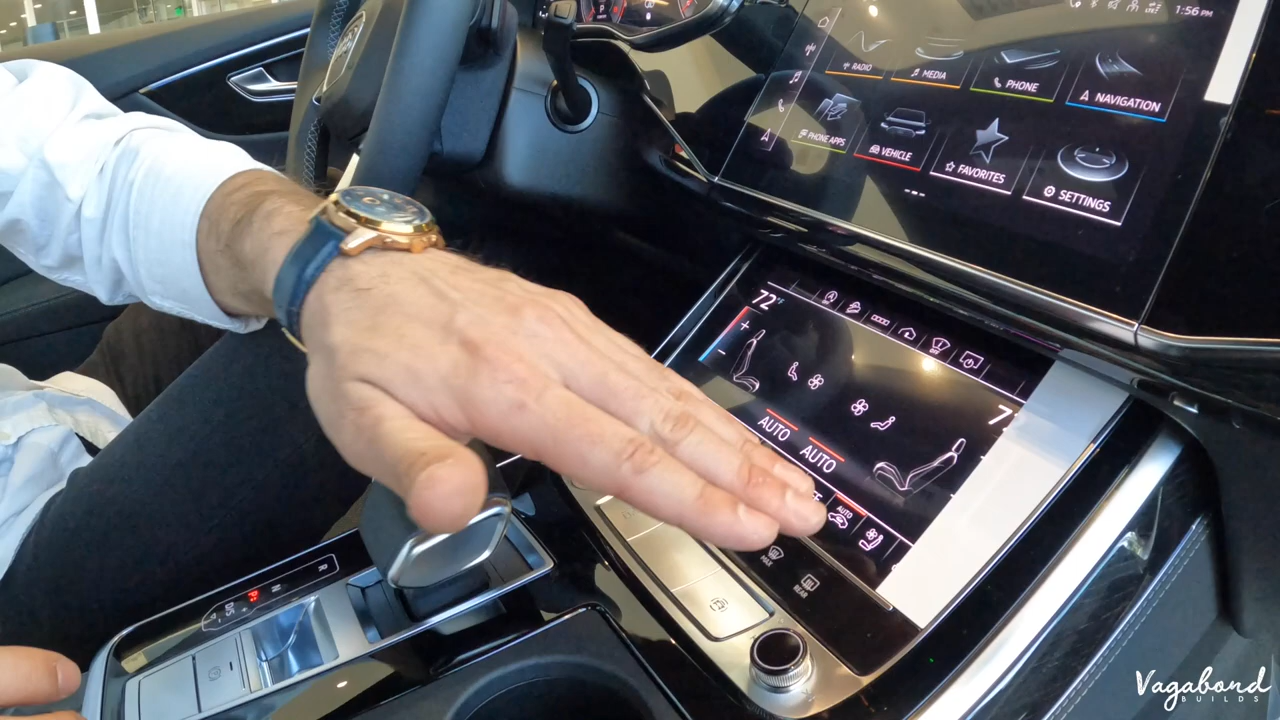 1:56 PM
RADIO
MEDIA
PHONE
NAVIGATION
PHONE APPS
VEHICLE
FAVORITES
SETTINGS
72°F
+
-
AUTO
AUTO
AUTO
MAX
REAR
R
N
P
D/S
Vagabond
BUILDS